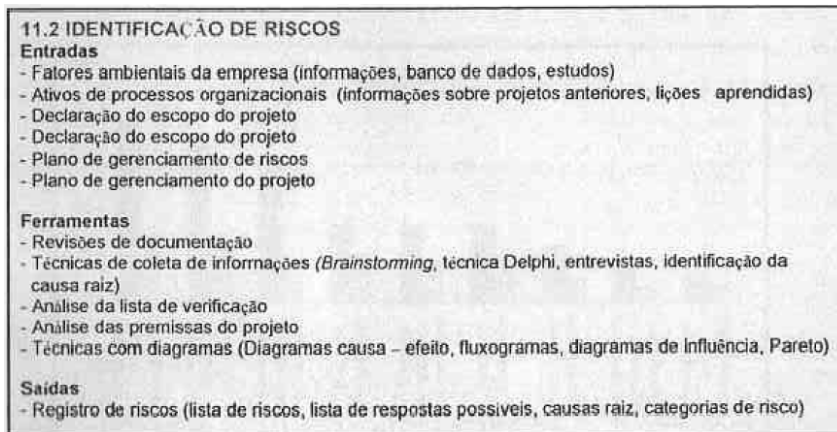 11.2 IDENTIFICAÇÃO DE RISCOS
Entradas
- Fatores ambientais da empresa (informações, banco de dados, estudos)
- Ativos de processos organizacionais (informações sobre projetos anteriores, lições aprendidas)
- Declaração do escopo do projeto
- Declaração do escopo do projeto
- Plano de gerenciamento de riscos
- Plano de gerenciamento do projeto
Ferramentas
- Revisões de documentação
- Técnicas de coleta de informações (Brainstorming, técnica Delphi, entrevistas, identificação da
causa raiz)
- Análise da lista de verificação
- Análise das premissas do projeto
- Técnicas com diagramas (Diagramas causa – efeito, fluxogramas, diagramas de Influência, Pareto)
Saídas
- Registro de riscos (lista de riscos, lista de respostas possiveis, causas raiz, categorias de risco)